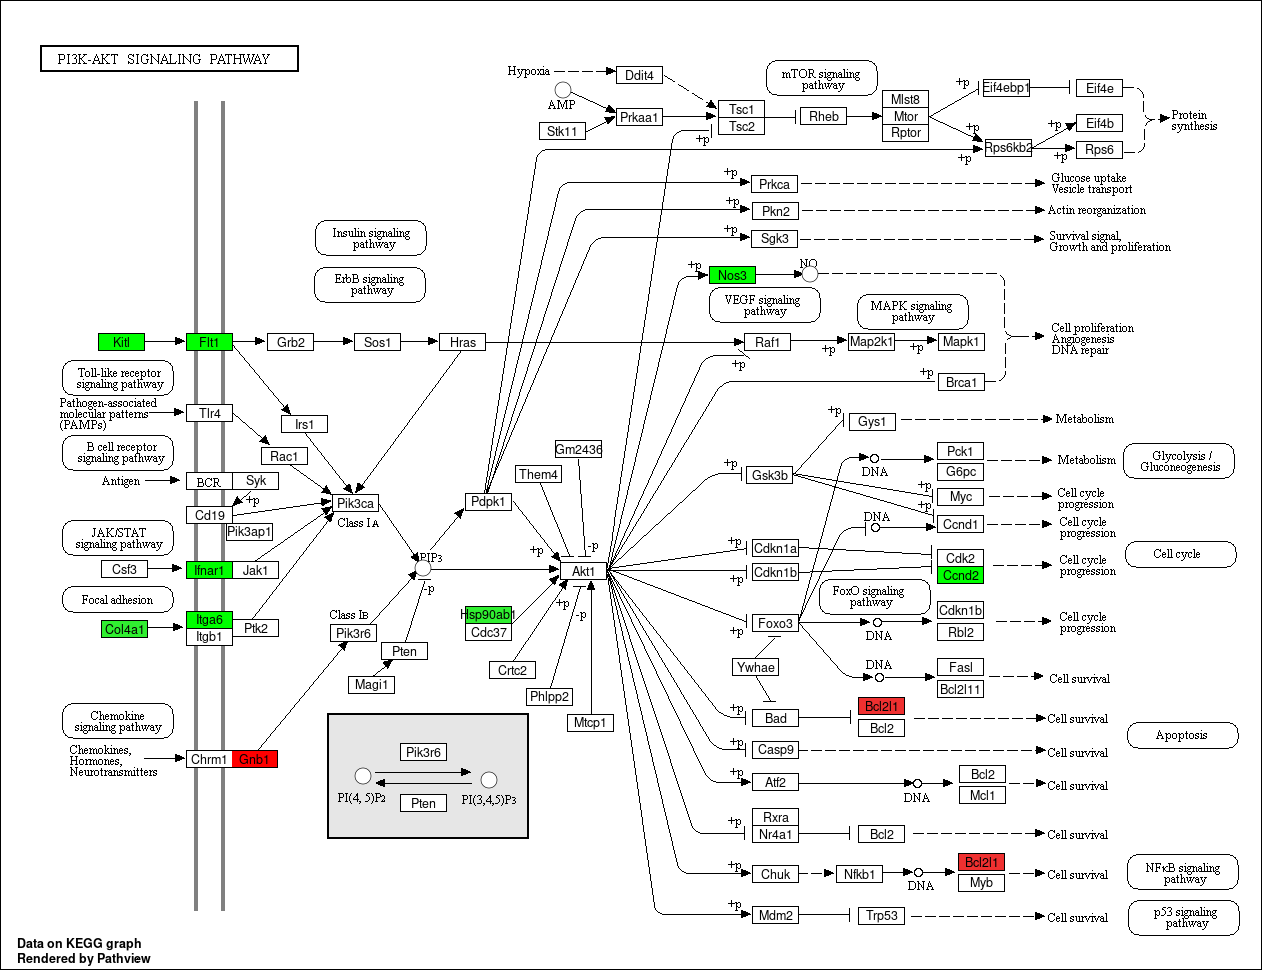 PI3K-AKT SIGNALING PATHWAY
Hypoxia
Ddit4
AMP
Stk11
Prkaa1
Tsc1
Tsc2
+p
Rheb
mTOR signaling
pathway
Mlst8
Mtor
Rptor
+p
Eif4ebp1
Eif4e
+p
Rps6kb2
+p
+p
Eif4b
+p
Rps6
Protein
synthesis
+p
Prkca
Glucose uptake
Vesicle transport
+p
Pkn2
Actin reorganization
+p
Sgk3
Survival signal,
Growth and proliferation
Insulin signaling
pathway
ErbB signaling
pathway
+p
Nos3
NO
VEGF signaling
pathway
MAPK signaling
pathway
Kitl
Flt1
Grb2
Sos1
Hras
Raf1
+p
+p
Map2k1
+p
Mapk1
Cell proliferation
Angiogenesis
DNA repair
+p
Brca1
Toll-like receptor
signaling pathway
Pathogen-associated
molecular patterns
(PAMPs)
Tlr4
Irs1
Rac1
B cell receptor
signaling pathway
Antigen
BCR
Syk
+p
Cd19
Pik3ap1
Pik3ca
Class IA
Pdpk1
Them4
Gm2436
+p
-p
+p
Gys1
Metabolism
+p
Gsk3b
DNA
Pck1
G6pc
Metabolism
Glycolysis /
Gluconeogenesis
+p
Myc
Cell cycle
progression
+p
Ccnd1
DNA
Cell cycle
progression
JAK/STAT
signaling pathway
Csf3
Ifnar1
Jak1
PIP3
-p
Akt1
+p
Cdkn1a
+p
Cdkn1b
Cdk2
Ccnd2
Cell cycle
progression
Cell cycle
Focal adhesion
Col4a1
Itga6
Itgb1
Ptk2
Class IB
Pik3r6
Pten
Magi1
Hsp90ab1
Cdc37
+p
-p
Crtc2
Phlpp2
Mtcp1
FoxO signaling
pathway
+p
Foxo3
DNA
Cdkn1b
Rbl2
Cell cycle
progression
Ywhae
DNA
Fasl
Bcl2l11
Cell survival
+p
Bad
Bcl2l1
Bcl2
Cell survival
Apoptosis
+p
Casp9
Cell survival
Chemokine
signaling pathway
Chemokines,
Hormones,
Neurotransmitters
Chrm1
Gnb1
Pik3r6
PI(4, 5)P2
PI(3,4,5)P3
Pten
+p
Atf2
DNA
Bcl2
Mcl1
Cell survival
+p
Rxra
Nr4a1
Bcl2
Cell survival
+p
Chuk
Nfkb1
DNA
Bcl2l1
Myb
Cell survival
NFκB signaling
pathway
+p
Mdm2
Trp53
Cell survival
p53 signaling
pathway
Data on KEGG graph
Rendered by Pathview